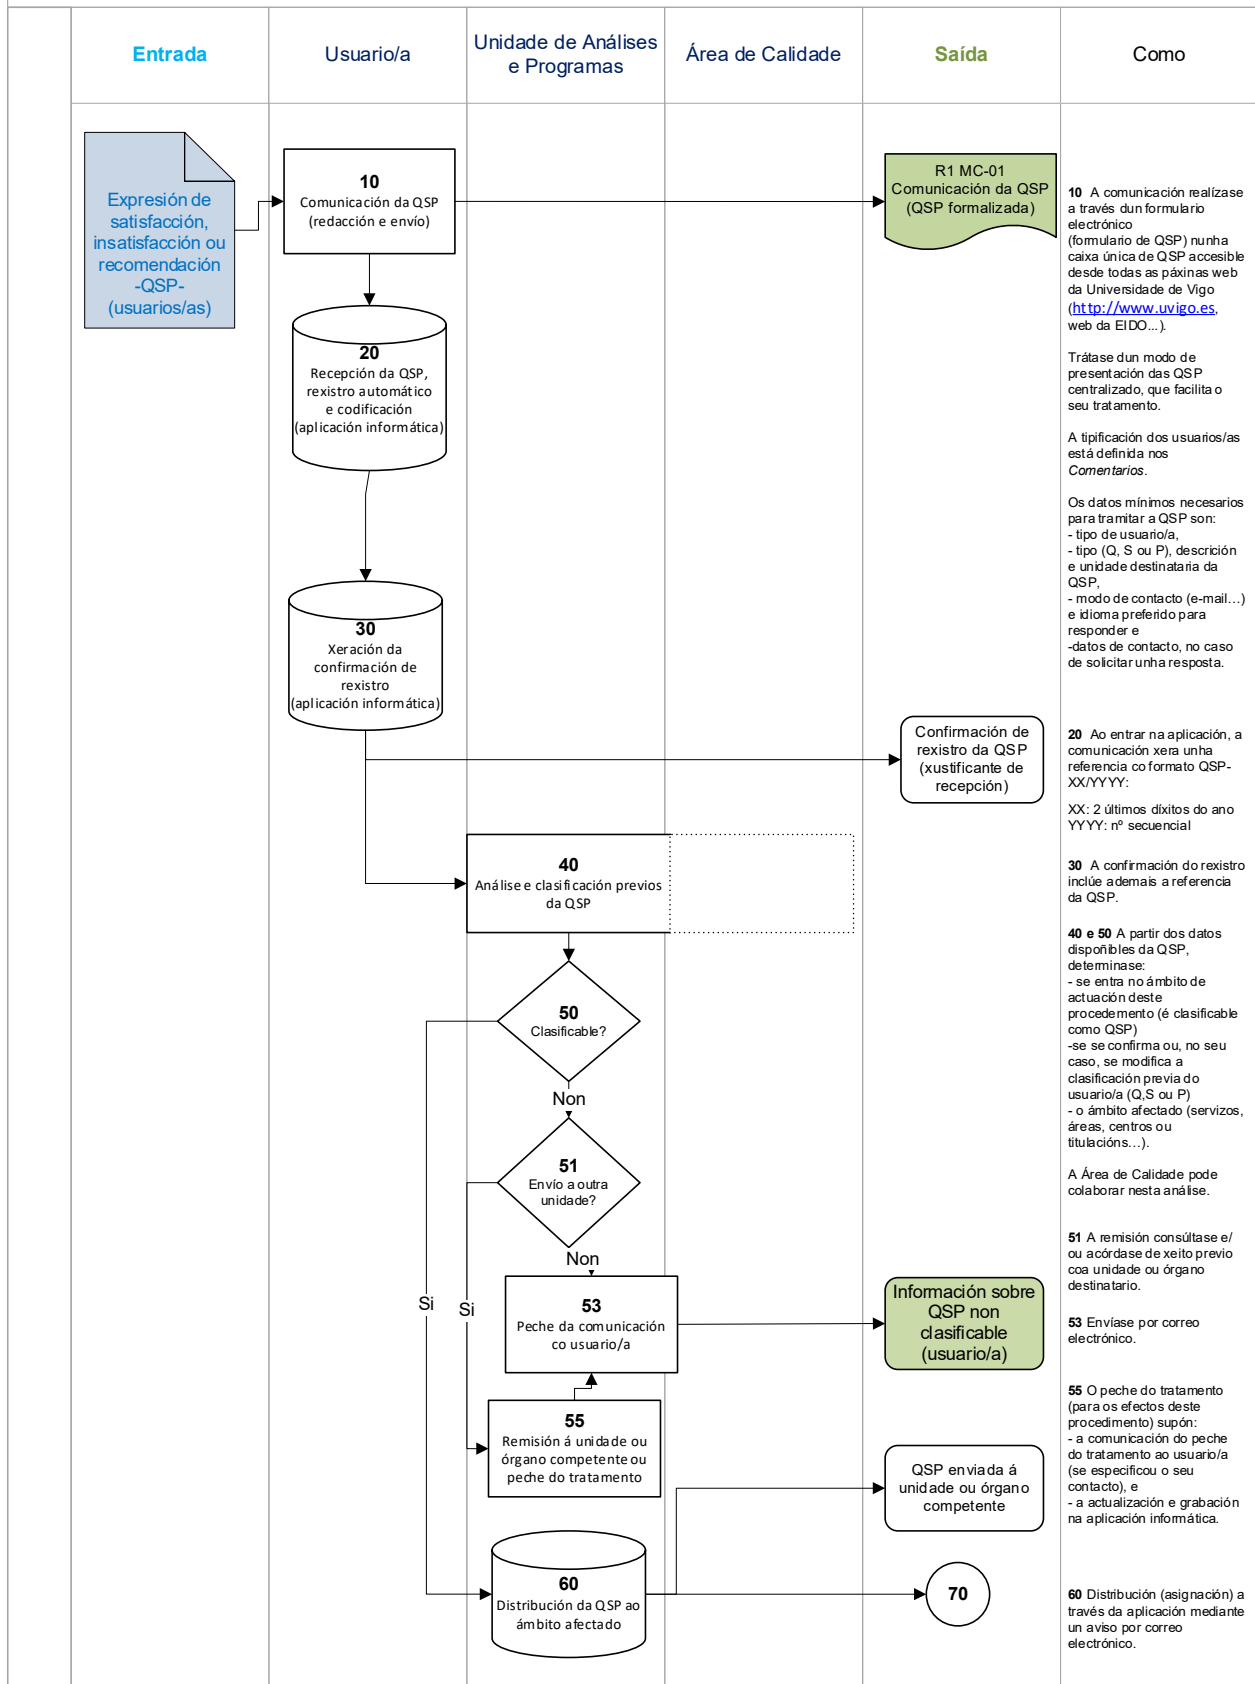 Entrada
Usuario/a
Unidade de Análises
e Programas
Área de Calidade
Saída
Como
Expresión de
satisfacción,
insatisfacción ou
recomendación
-QSP-
(usuarios/as)
10
Comunicación da QSP
(redacción e envío)
R1 MC-01
Comunicación da QSP
(QSP formalizada)
20
Recepción da QSP,
rexistro automático
e codificación
(aplicación informática)
30
Xeración da
confirmación de
rexistro
(aplicación informática)
Confirmación de
rexistro da QSP
(xustificante de
recepción)
40
Análise e clasificación previos
da QSP
50
Clasificable?
Non
51
Envío a outra
unidade?
Non
Si
Si
53
Peche da comunicación
co usuario/a
Información sobre
QSP non
clasificable
(usuario/a)
55
Remisión á unidade ou
órgano competente ou
peche do tratamento
QSP enviada á
unidade ou órgano
competente
60
Distribución da QSP ao
ámbito afectado
70
10 A comunicación realízase
a través dun formulario
electrónico
(formulario de QSP) nunha
caixa única de QSP accesible
desde todas as páxinas web
da Universidade de Vigo
(http://www.uvigo.es,
web da EIDO...).
Trátase dun modo de
presentación das QSP
centralizado, que facilita o
seu tratamento.
A tipificación dos usuarios/as
está definida nos
Comentarios.
Os datos mínimos necesarios
para tramitar a QSP son:
- tipo de usuario/a,
- tipo (Q, S ou P), descrición
e unidade destinataria da
QSP,
- modo de contacto (e-mail...)
e idioma preferido para
responder e
-datos de contacto, no caso
de solicitar unha resposta.
20 Ao entrar na aplicación, a
comunicación xera unha
referencia co formato QSP-
XX/YYYY:
XX: 2 últimos díxitos do ano
YYYY: nº secuencial
30 A confirmación do rexistro
inclúe ademais a referencia
da QSP.
40 e 50 A partir dos datos
dispoñibles da QSP,
determinase:
- se entra no ámbito de
actuación deste
procedemento (é clasificable
como QSP)
-se se confirma ou, no seu
caso, se modifica a
clasificación previa do
usuario/a (Q,S ou P)
- o ámbito afectado (servizos,
áreas, centros ou
titulacións...).
A Área de Calidade pode
colaborar nesta análise.
51 A remisión consúltase e/
ou acórdase de xeito previo
coa unidade ou órgano
destinatario.
53 Envíase por correo
electrónico.
55 O peche do tratamento
(para os efectos deste
procedimento) supón:
- a comunicación do peche
do tratamento ao usuario/a
(se especificou o seu
contacto), e
- a actualización e grabación
na aplicación informática.
60 Distribución (asignación) a
través da aplicación mediante
un aviso por correo
electrónico.